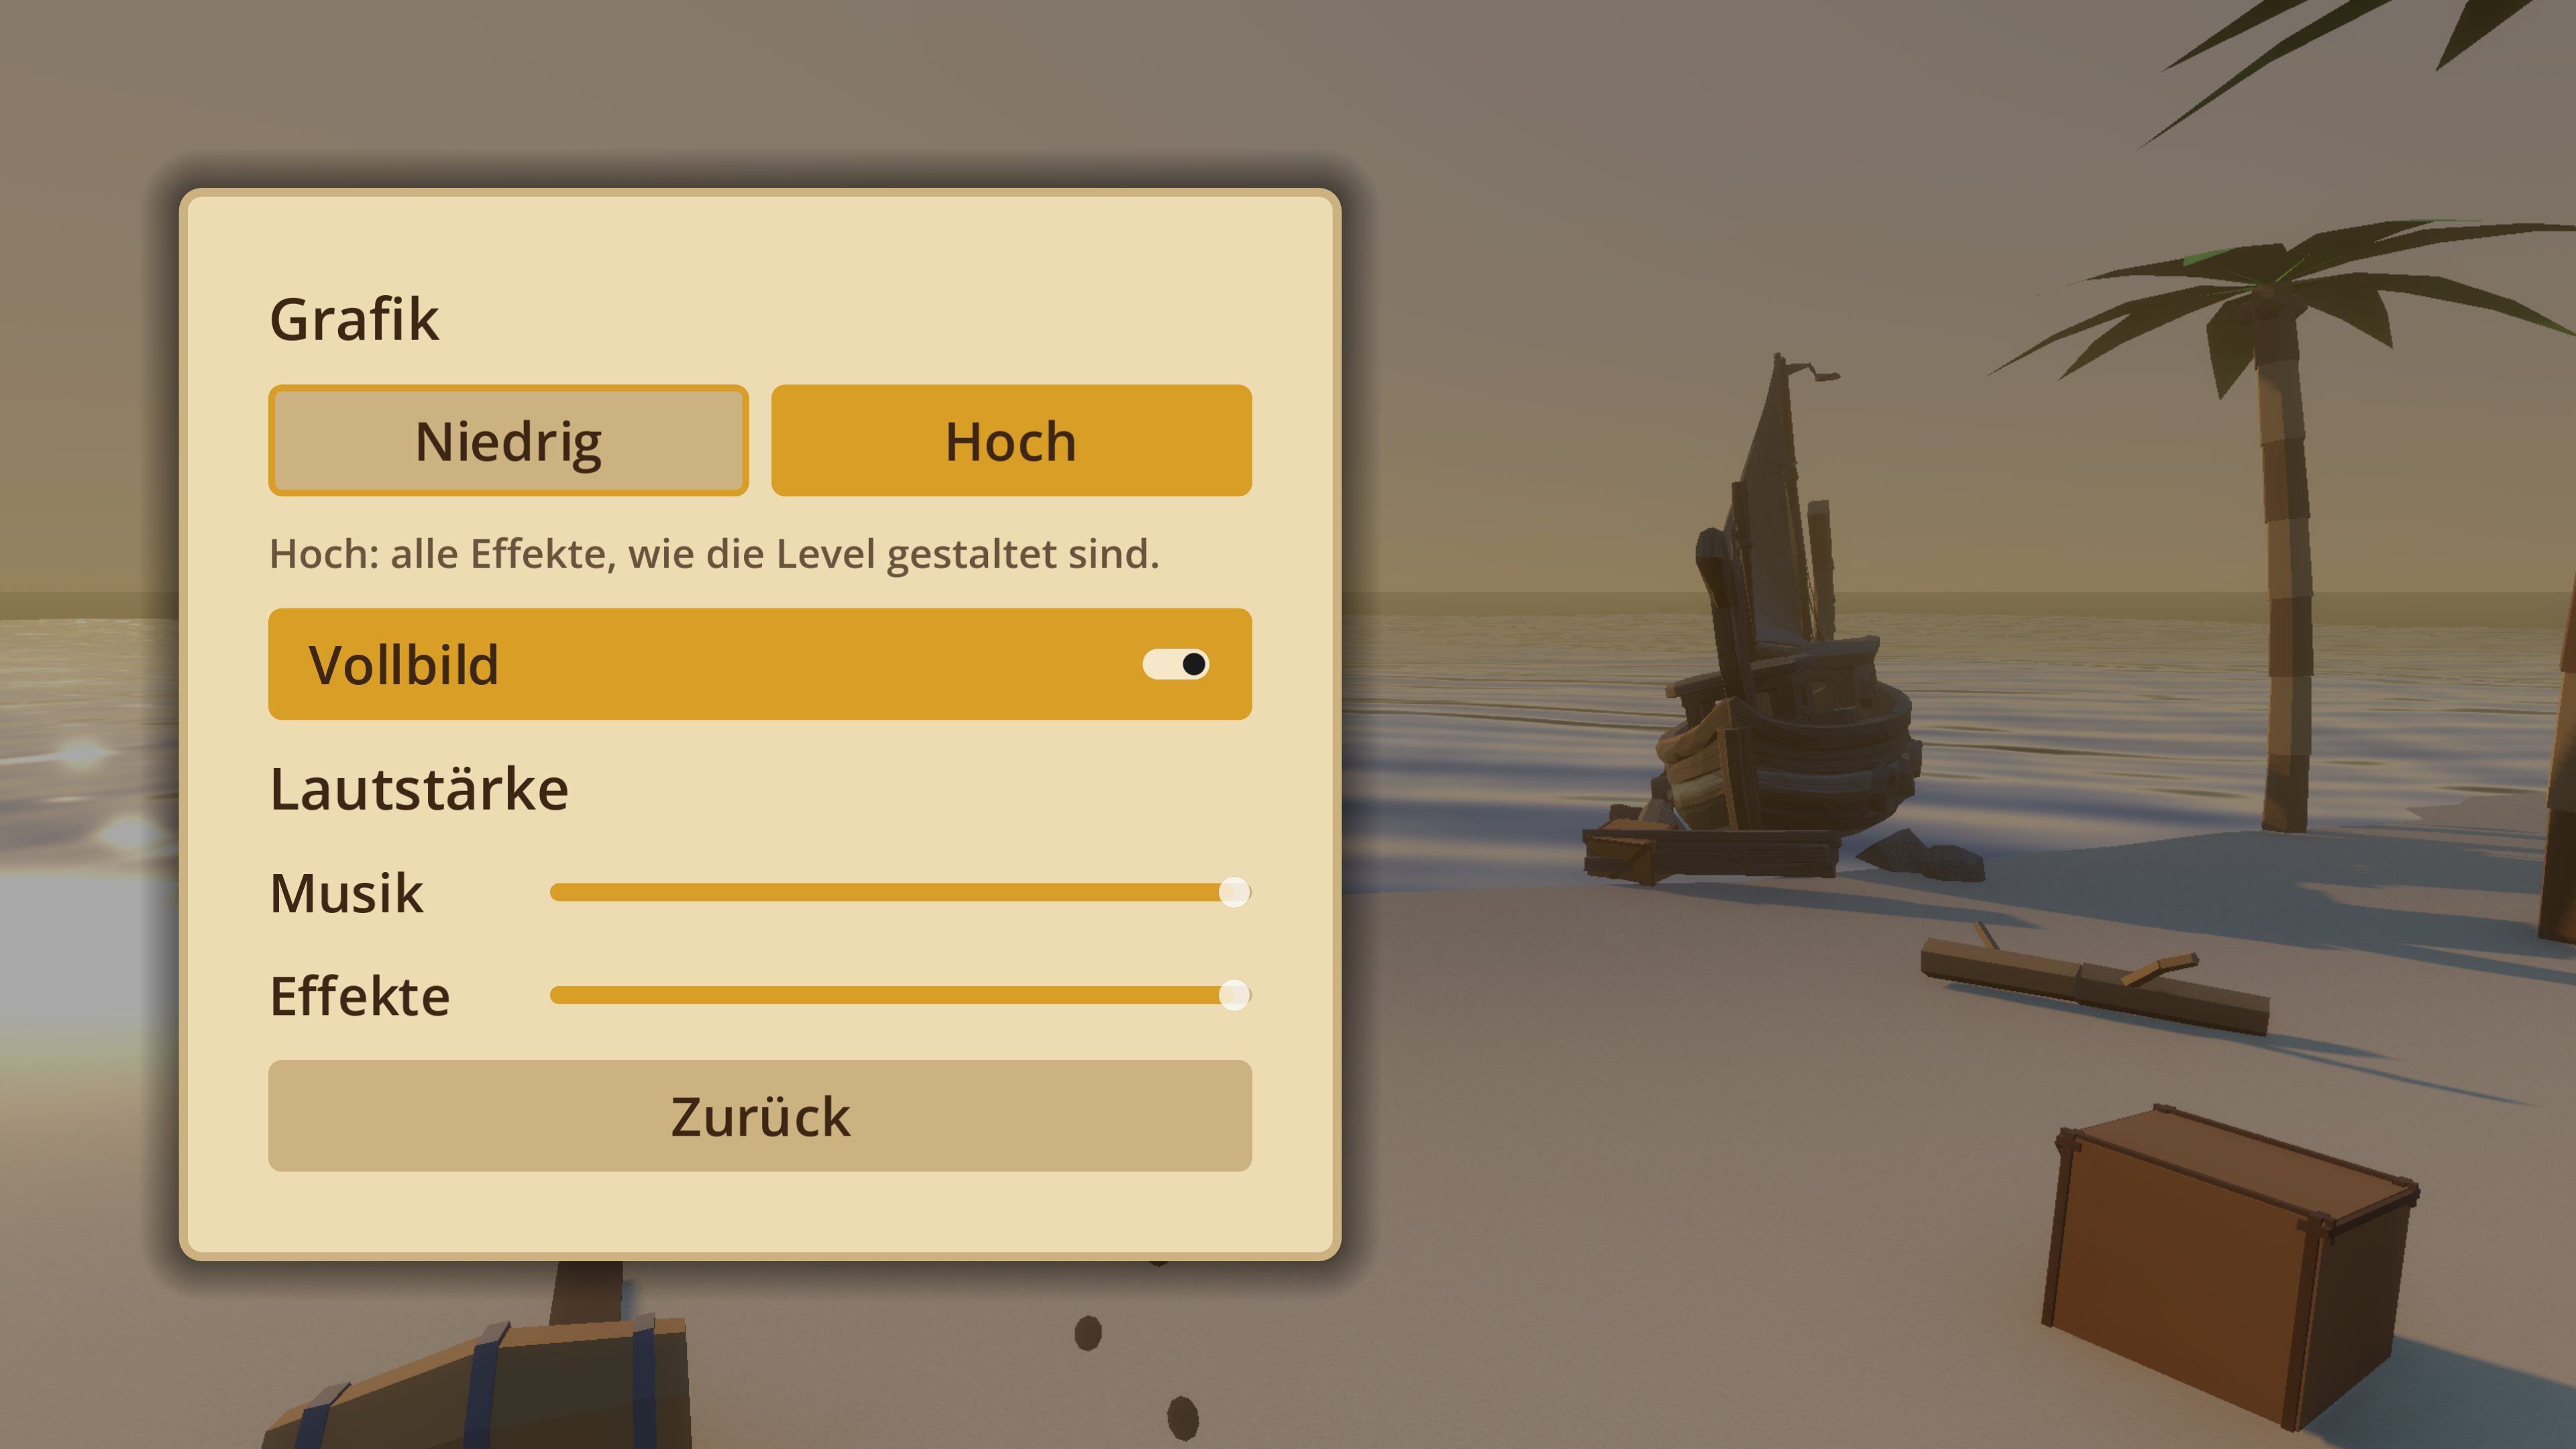 Grafik
Niedrig Hoch
Hoch: alle Effekte, wie die Level gestaltet sind.
Vollbild
Lautstärke
Musik
Effekte
Zurück